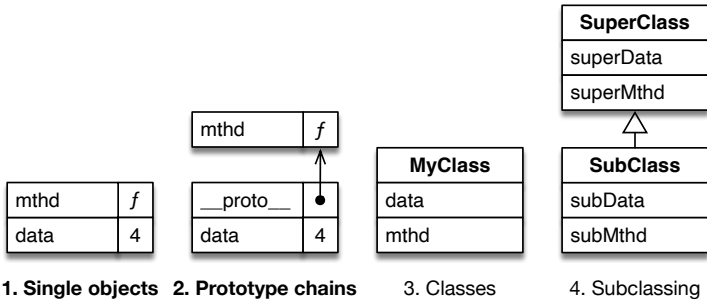 mthd ƒ
data 4
1. Single objects
mthd ƒ
__proto__
data 4
2. Prototype chains
MyClass
data
mthd
3. Classes
SuperClass
superData
superMthd
SubClass
subData
subMthd
4. Subclassing